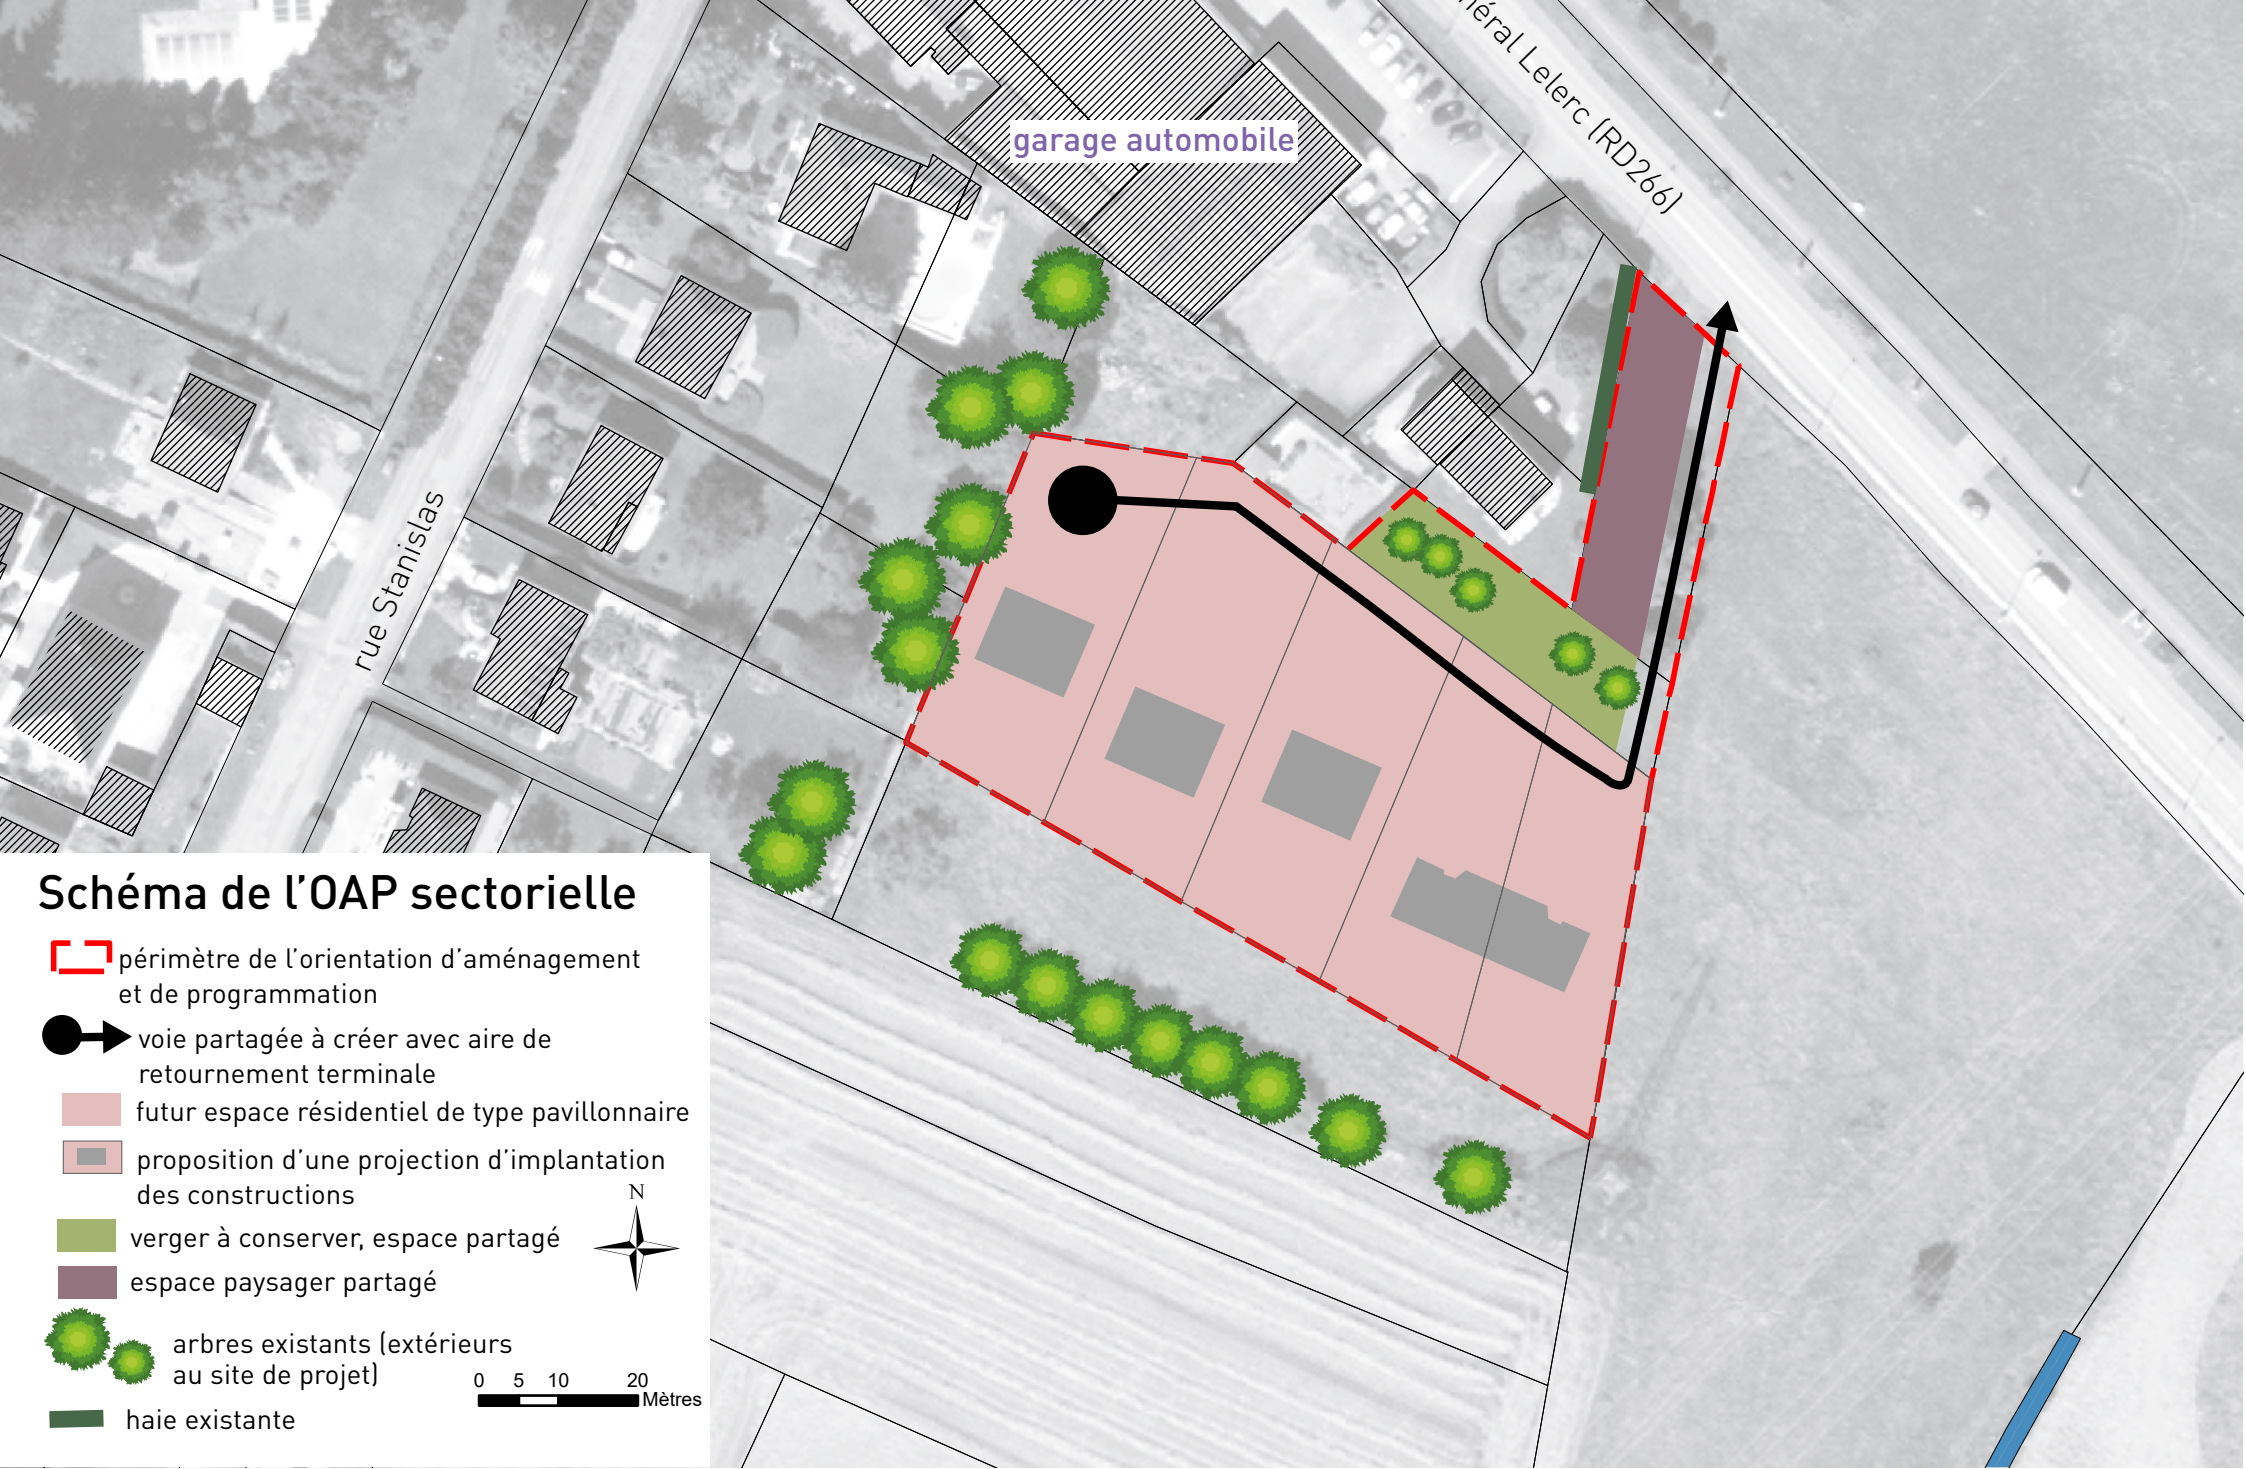 néral Lelerc (RD266)
garage automobile
rue Stanislas
Schéma de l'OAP sectorielle
périmètre de l'orientation d'aménagement
et de programmation
voie partagée à créer avec aire de
retournement terminale
futur espace résidentiel de type pavillonnaire
proposition d'une projection d'implantation
des constructions
N
verger à conserver, espace partagé
espace paysager partagé
arbres existants (extérieurs
au site de projet)
0 5 10 20
Mètres
haie existante